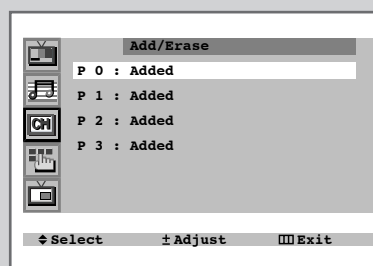 Add/Erase
P 0 : Added
P 1 : Added
CH
P 2 : Added
P 3 : Added
Select ± Adjust Exit